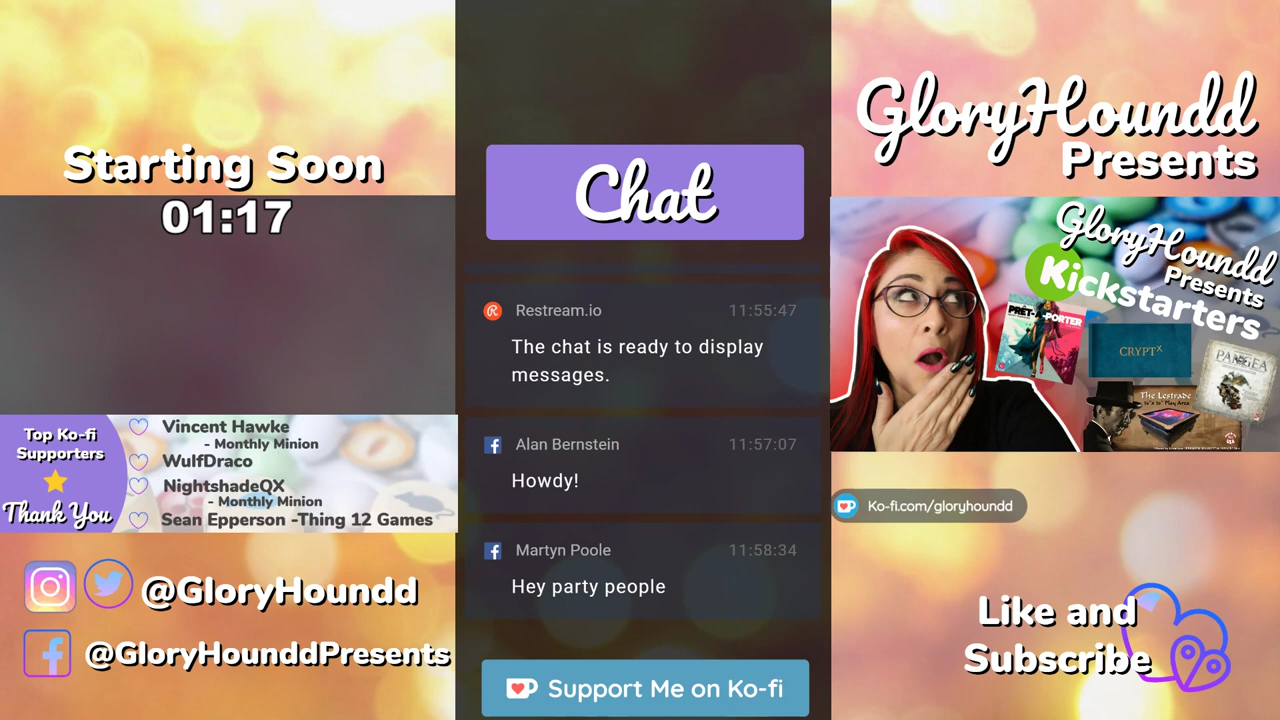 Starting Soon
01:17
Top Ko-fi
Supporters
Thank You
Vincent Hawke
- Monthly Minion
WulfDraco
NightshadeQX
- Monthly Minion
Sean Epperson -Thing 12 Games
@GloryHoundd
@GloryHounddPresents
Chat
Restream.io 11:55:47
The chat is ready to display
messages.
Alan Bernstein 11:57:07
Howdy!
Martyn Poole 11:58:34
Hey party people
Support Me on Ko-fi
GloryHoundd
Presents
GloryHoundd
Presents
Kickstarters
PRÊT-À-PORTER
CRYPTX
PANGEA
The Lestrade
Ko-fi.com/gloryhoundd
Like and
Subscribe